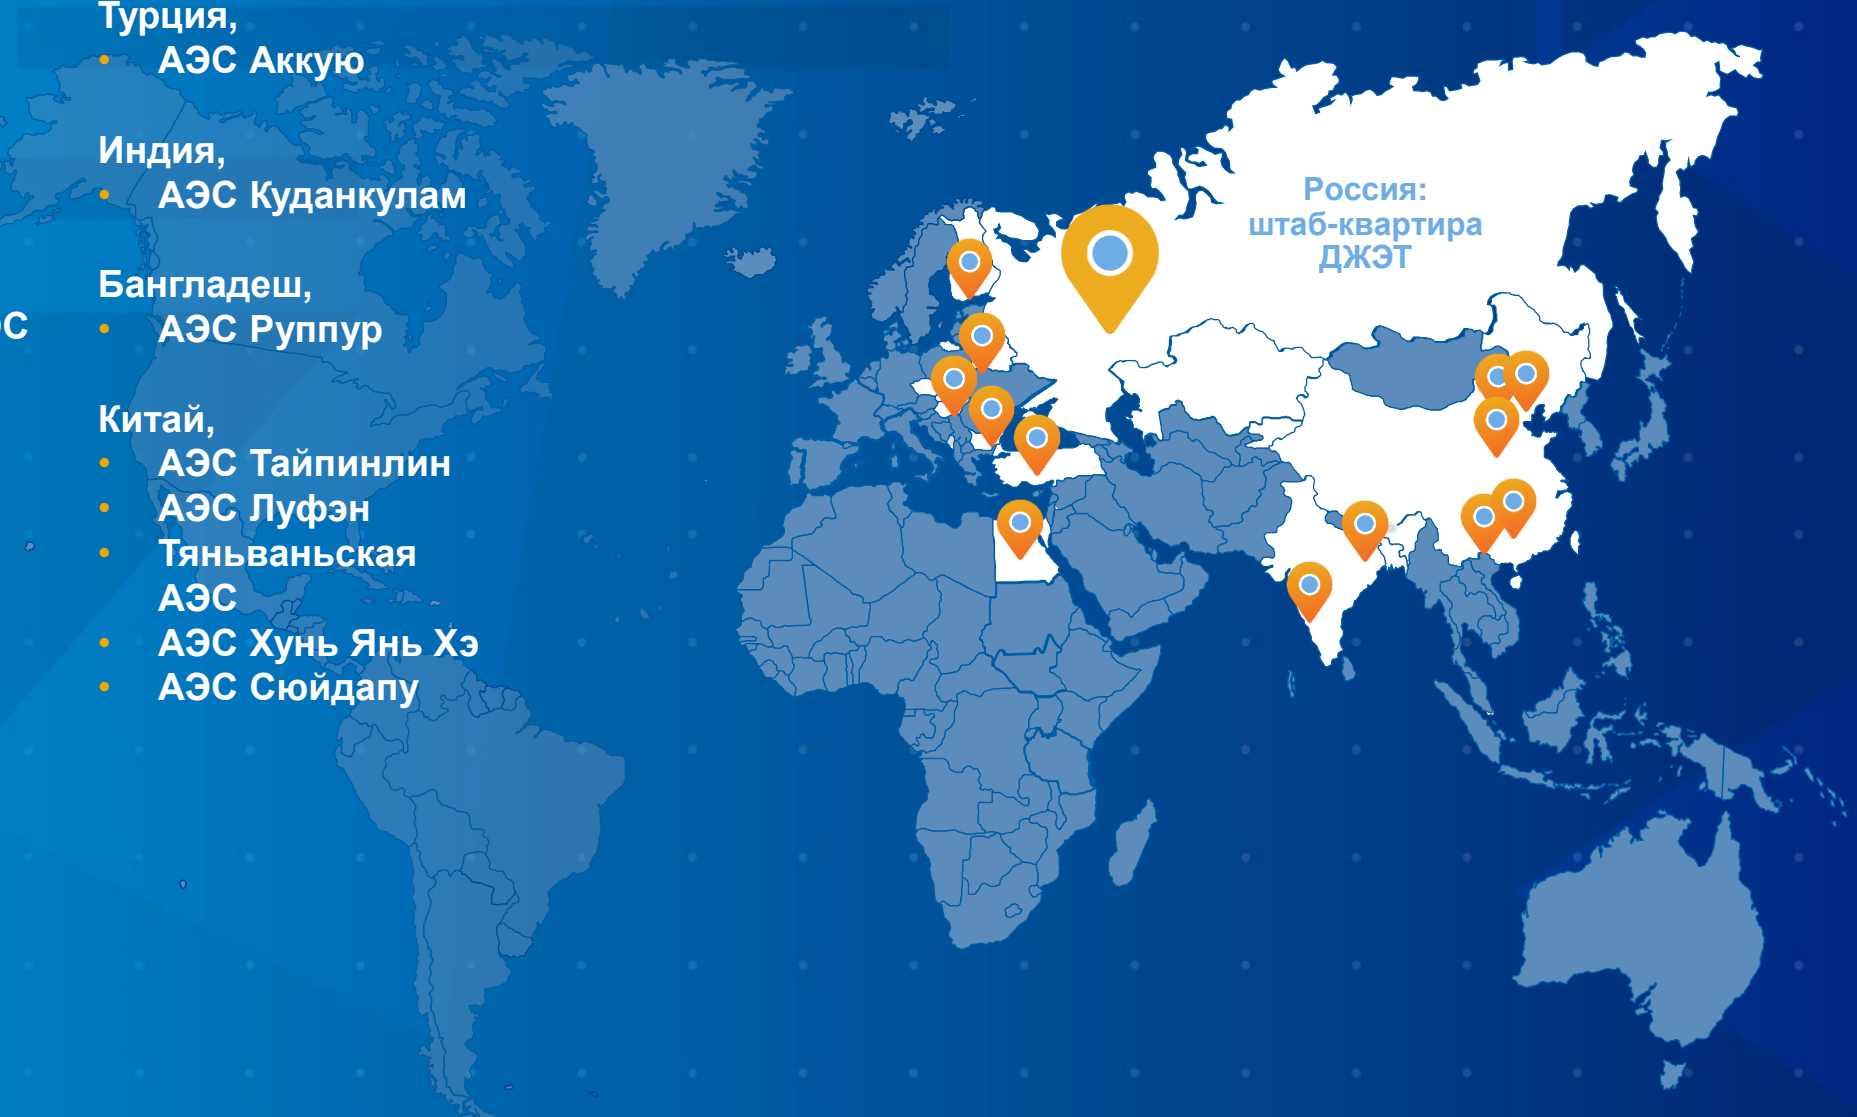 Турция,
• АЭС Аккую
Индия,
• АЭС Куданкулам
Бангладеш,
• АЭС Руппур
Китай,
• АЭС Тайпинлин
• АЭС Луфэн
• Тяньваньская
АЭС
• АЭС Хунь Янь Хэ
• АЭС Сюйдапу
Россия:
штаб-квартира
ДЖЭТ